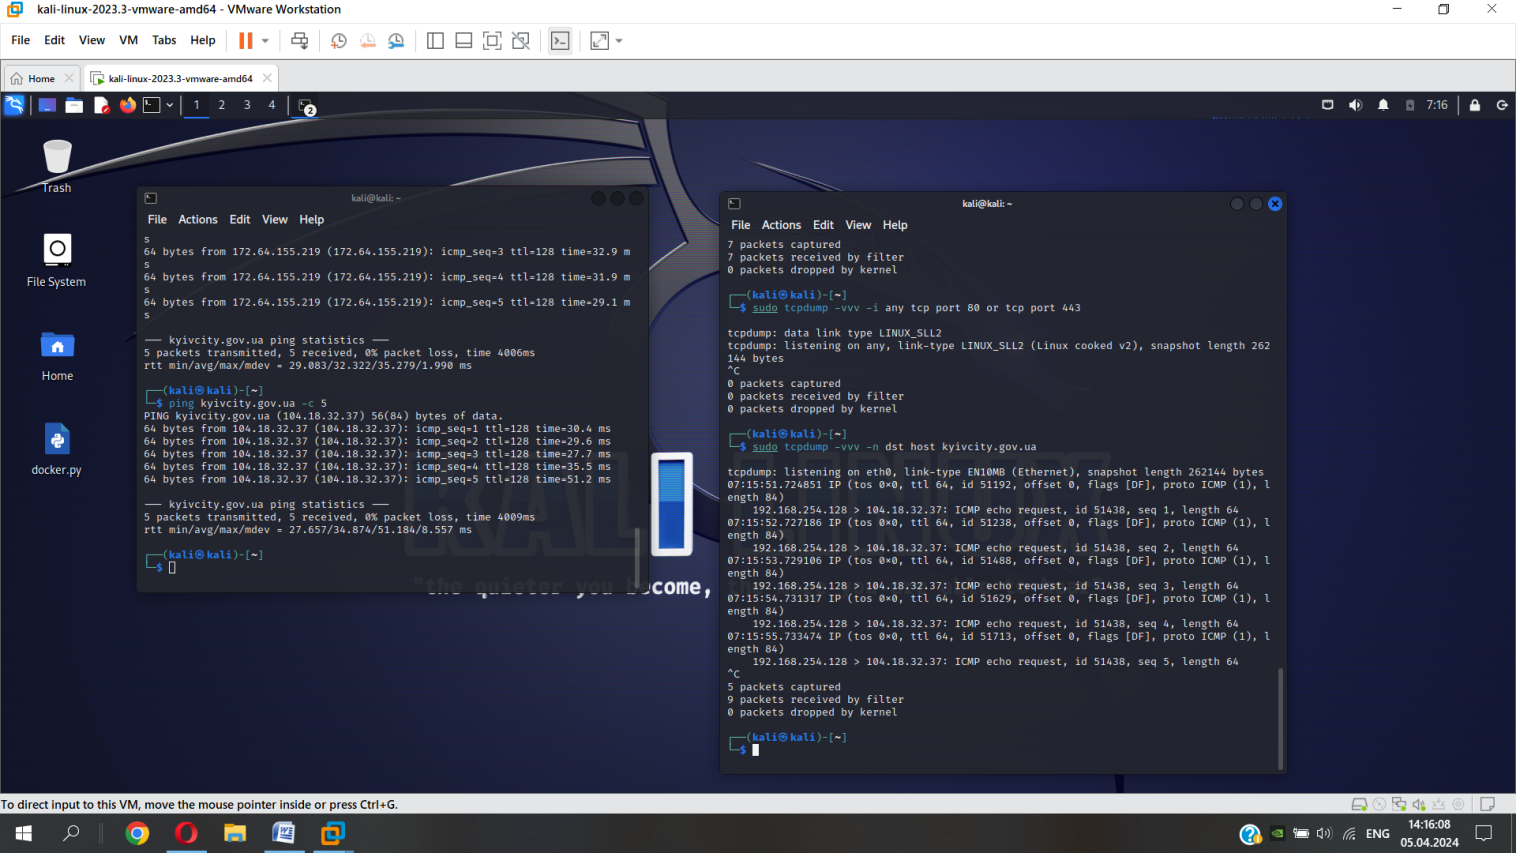 kali-linux-2023.3-vmware-amd64 - VMware Workstation
File Edit View VM Tabs Help
Home
kali-linux-2023.3-vmware-amd64
1 2 3 4 2 7:16
Trash
File System
Home
docker.py
kali@kali: ~
File Actions Edit View Help
s
64 bytes from 172.64.155.219 (172.64.155.219): icmp_seq=3 ttl=128 time=32.9 m
s
64 bytes from 172.64.155.219 (172.64.155.219): icmp_seq=4 ttl=128 time=31.9 m
s
64 bytes from 172.64.155.219 (172.64.155.219): icmp_seq=5 ttl=128 time=29.1 m
s
--- kyivcity.gov.ua ping statistics ---
5 packets transmitted, 5 received, 0% packet loss, time 4006ms
rtt min/avg/max/mdev = 29.083/32.322/35.279/1.990 ms
┌──(kali㉿kali)-[~]
└─$ ping kyivcity.gov.ua -c 5
PING kyivcity.gov.ua (104.18.32.37) 56(84) bytes of data.
64 bytes from 104.18.32.37 (104.18.32.37): icmp_seq=1 ttl=128 time=30.4 ms
64 bytes from 104.18.32.37 (104.18.32.37): icmp_seq=2 ttl=128 time=29.6 ms
64 bytes from 104.18.32.37 (104.18.32.37): icmp_seq=3 ttl=128 time=27.7 ms
64 bytes from 104.18.32.37 (104.18.32.37): icmp_seq=4 ttl=128 time=35.5 ms
64 bytes from 104.18.32.37 (104.18.32.37): icmp_seq=5 ttl=128 time=51.2 ms
--- kyivcity.gov.ua ping statistics ---
5 packets transmitted, 5 received, 0% packet loss, time 4009ms
rtt min/avg/max/mdev = 27.657/34.874/51.184/8.557 ms
┌──(kali㉿kali)-[~]
└─$
KALI LINUX
"the quieter you become,
kali@kali: ~
File Actions Edit View Help
7 packets captured
7 packets received by filter
0 packets dropped by kernel
┌──(kali㉿kali)-[~]
└─$ sudo tcpdump -vvv -i any tcp port 80 or tcp port 443
tcpdump: data link type LINUX_SLL2
tcpdump: listening on any, link-type LINUX_SLL2 (Linux cooked v2), snapshot length 262
144 bytes
^C
0 packets captured
0 packets received by filter
0 packets dropped by kernel
┌──(kali㉿kali)-[~]
└─$ sudo tcpdump -vvv -n dst host kyivcity.gov.ua
tcpdump: listening on eth0, link-type EN10MB (Ethernet), snapshot length 262144 bytes
07:15:51.724851 IP (tos 0x0, ttl 64, id 51192, offset 0, flags [DF], proto ICMP (1), l
ength 84)
192.168.254.128 > 104.18.32.37: ICMP echo request, id 51438, seq 1, length 64
07:15:52.727186 IP (tos 0x0, ttl 64, id 51238, offset 0, flags [DF], proto ICMP (1), l
ength 84)
192.168.254.128 > 104.18.32.37: ICMP echo request, id 51438, seq 2, length 64
07:15:53.729106 IP (tos 0x0, ttl 64, id 51488, offset 0, flags [DF], proto ICMP (1), l
ength 84)
192.168.254.128 > 104.18.32.37: ICMP echo request, id 51438, seq 3, length 64
07:15:54.731317 IP (tos 0x0, ttl 64, id 51629, offset 0, flags [DF], proto ICMP (1), l
ength 84)
192.168.254.128 > 104.18.32.37: ICMP echo request, id 51438, seq 4, length 64
07:15:55.733474 IP (tos 0x0, ttl 64, id 51713, offset 0, flags [DF], proto ICMP (1), l
ength 84)
192.168.254.128 > 104.18.32.37: ICMP echo request, id 51438, seq 5, length 64
^C
5 packets captured
9 packets received by filter
0 packets dropped by kernel
┌──(kali㉿kali)-[~]
└─$
To direct input to this VM, move the mouse pointer inside or press Ctrl+G.
ENG
14:16:08
05.04.2024